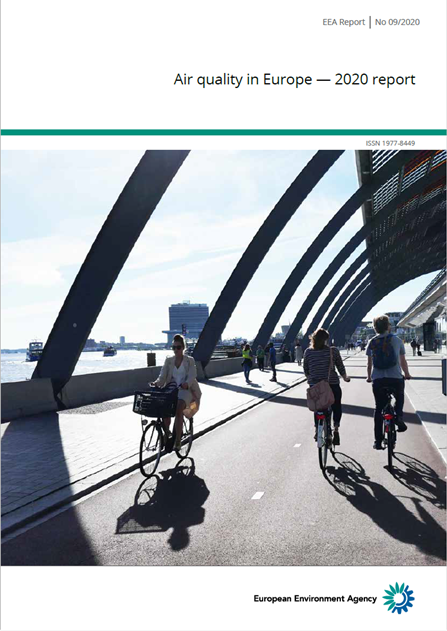 EEA Report | No 09/2020
Air quality in Europe — 2020 report
ISSN 1977-8449
European Environment Agency